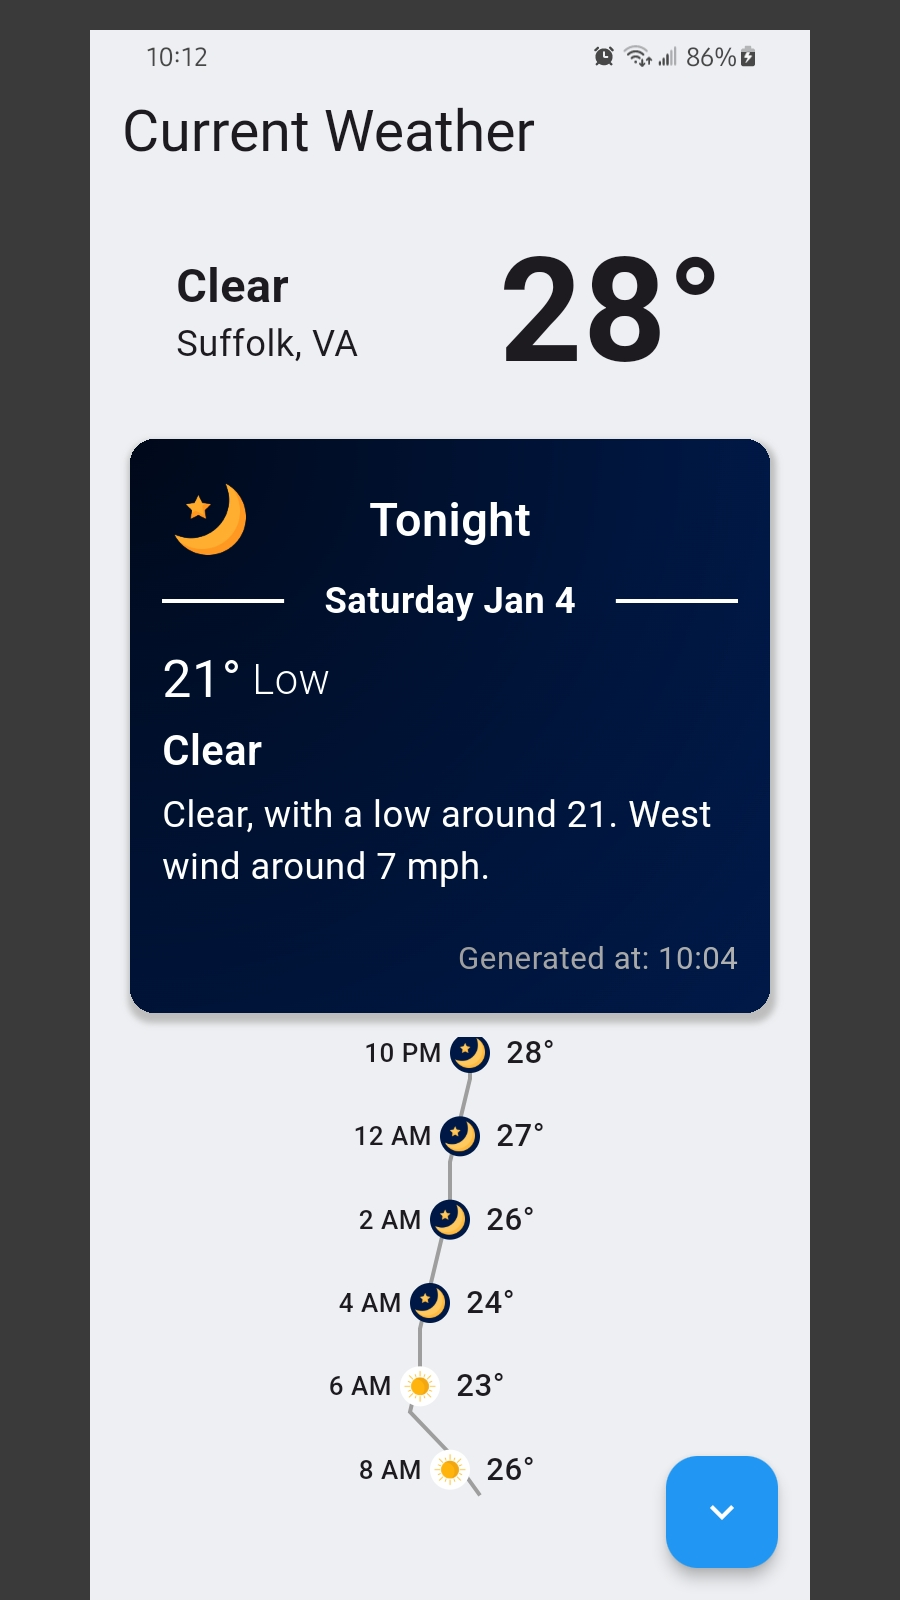 10:12 86%
Current Weather
Clear
Suffolk, VA
28°
Tonight
Saturday Jan 4
21° Low
Clear
Clear, with a low around 21. West
wind around 7 mph.
Generated at: 10:04
10 PM 28°
12 AM 27°
2 AM 26°
4 AM 24°
6 AM 23°
8 AM 26°